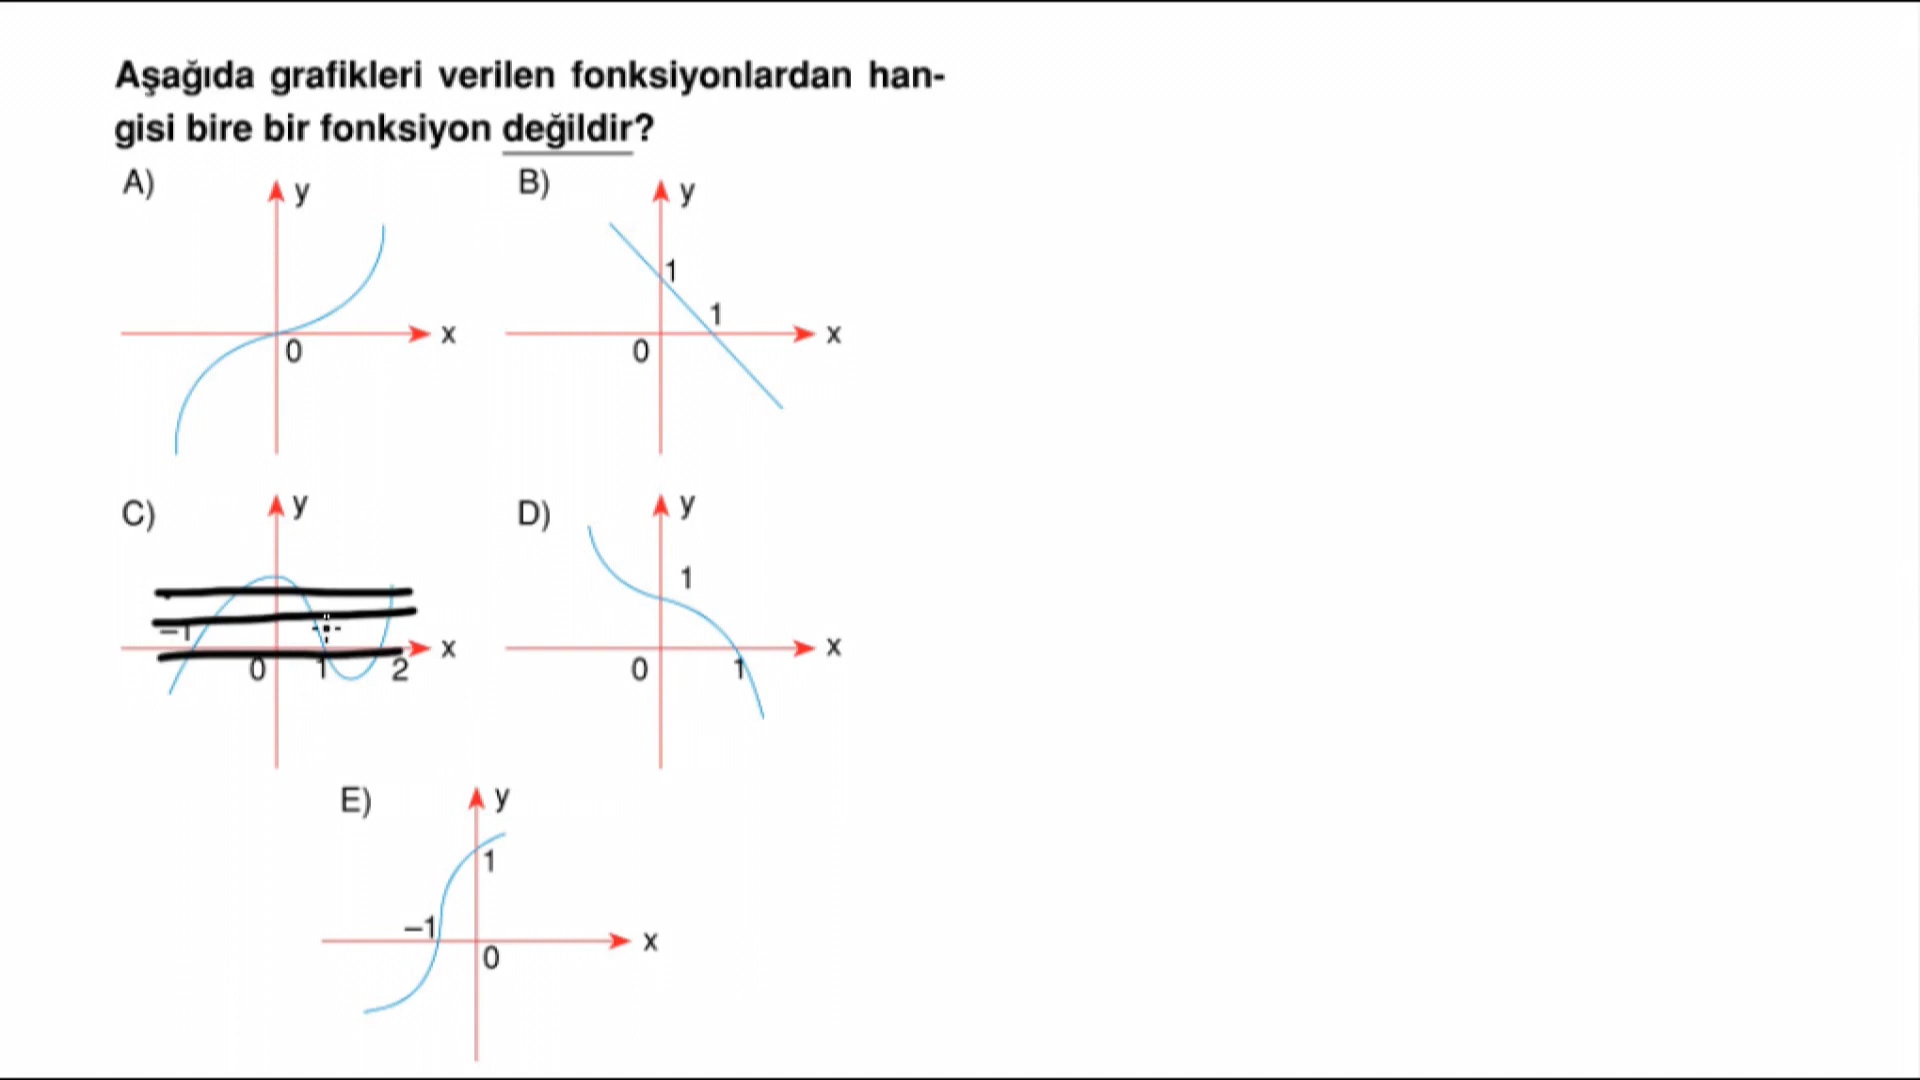 Aşağıda grafikleri verilen fonksiyonlardan han-
gisi bire bir fonksiyon değildir?
A)
y
x
0
B)
y
1
1
x
0
C)
y
−1
x
0
1
2
D)
y
1
x
0
1
E)
y
1
−1
x
0